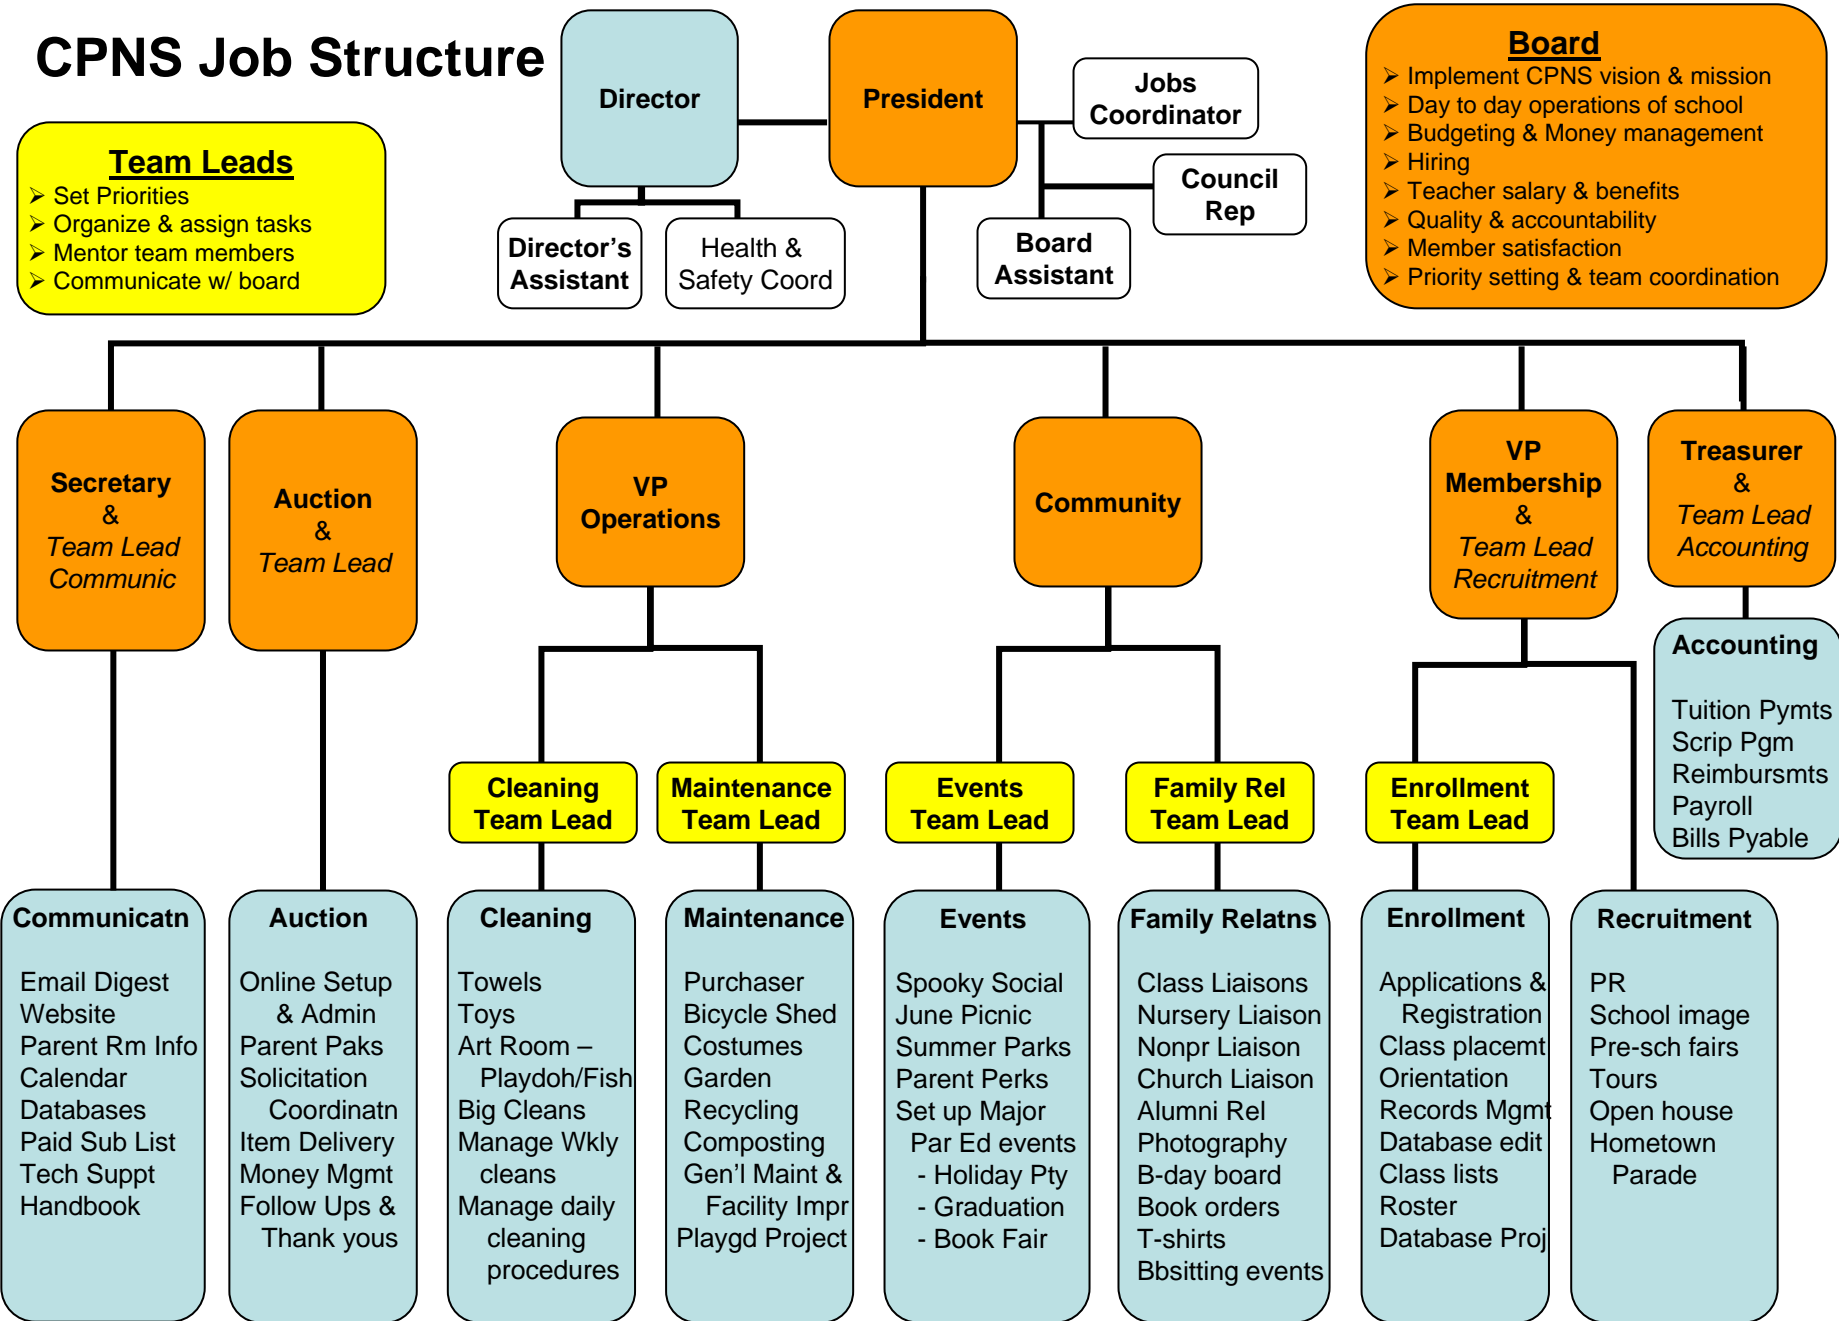 CPNS Job Structure
Director
President
Jobs
Coordinator
Council
Rep
Board
Assistant
Director's
Assistant
Health &
Safety Coord
Team Leads
➢ Set Priorities
➢ Organize & assign tasks
➢ Mentor team members
➢ Communicate w/ board
Board
➢ Implement CPNS vision & mission
➢ Day to day operations of school
➢ Budgeting & Money management
➢ Hiring
➢ Teacher salary & benefits
➢ Quality & accountability
➢ Member satisfaction
➢ Priority setting & team coordination
Secretary
&
Team Lead
Communic
Auction
&
Team Lead
VP
Operations
Community
VP
Membership
&
Team Lead
Recruitment
Treasurer
&
Team Lead
Accounting
Accounting
Tuition Pymts
Scrip Pgm
Reimbursmts
Payroll
Bills Pyable
Cleaning
Team Lead
Maintenance
Team Lead
Events
Team Lead
Family Rel
Team Lead
Enrollment
Team Lead
Communicatn
Email Digest
Website
Parent Rm Info
Calendar
Databases
Paid Sub List
Tech Suppt
Handbook
Auction
Online Setup
& Admin
Parent Paks
Solicitation
Coordinatn
Item Delivery
Money Mgmt
Follow Ups &
Thank yous
Cleaning
Towels
Toys
Art Room –
Playdoh/Fish
Big Cleans
Manage Wkly
cleans
Manage daily
cleaning
procedures
Maintenance
Purchaser
Bicycle Shed
Costumes
Garden
Recycling
Composting
Gen'l Maint &
Facility Impr
Playgd Project
Events
Spooky Social
June Picnic
Summer Parks
Parent Perks
Set up Major
Par Ed events
- Holiday Pty
- Graduation
- Book Fair
Family Relatns
Class Liaisons
Nursery Liaison
Nonpr Liaison
Church Liaison
Alumni Rel
Photography
B-day board
Book orders
T-shirts
Bbsitting events
Enrollment
Applications &
Registration
Class placemt
Orientation
Records Mgmt
Database edit
Class lists
Roster
Database Proj
Recruitment
PR
School image
Pre-sch fairs
Tours
Open house
Hometown
Parade